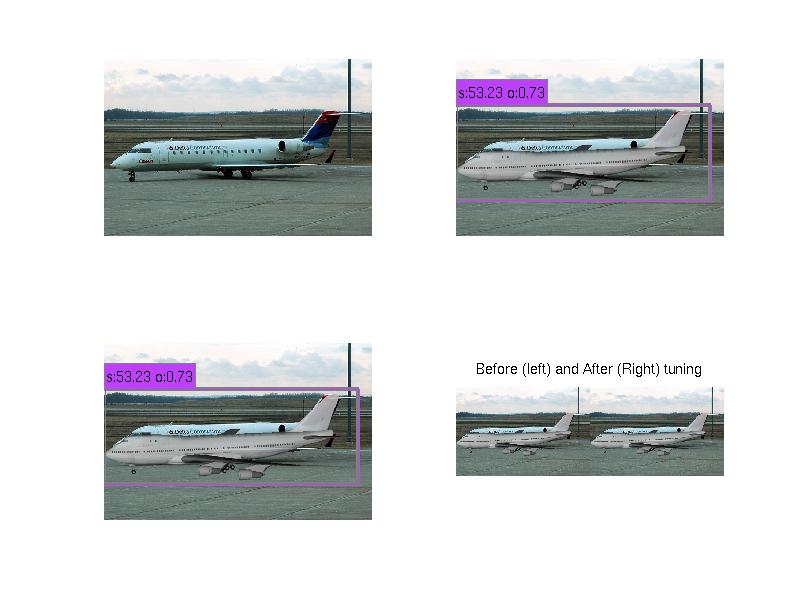 s:53.23 o:0.73
s:53.23 o:0.73
Before (left) and After (Right) tuning